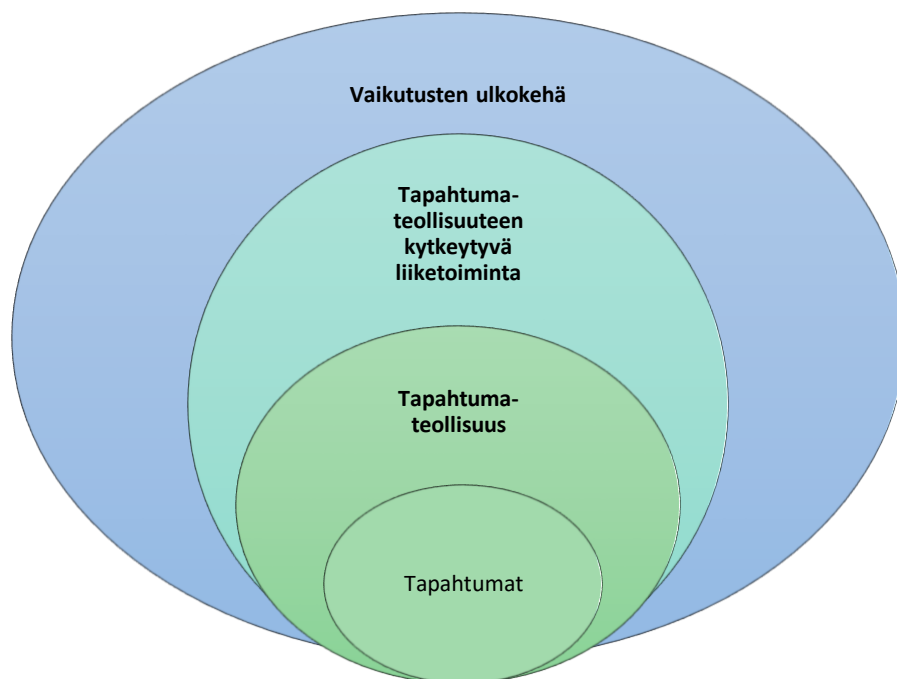 Vaikutusten ulkokehä
Tapahtuma-
teollisuuteen
kytkeytyvä
liiketoiminta
Tapahtuma-
teollisuus
Tapahtumat